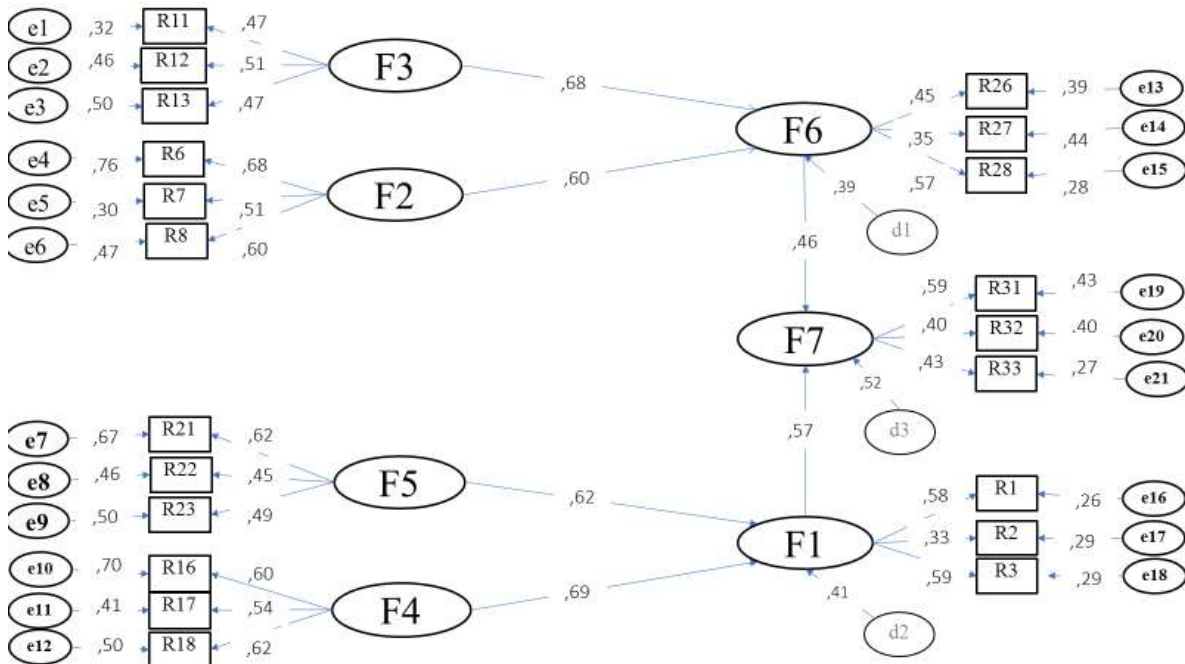 e1 ,32 R11 ,47
e2 ,46 R12 ,51
e3 ,50 R13 ,47
F3
,68
e4 ,76 R6 ,68
e5 ,30 R7 ,51
e6 ,47 R8 ,60
F2
,60
F6
,45 R26 ,39 e13
,35 R27 ,44 e14
,57 R28 ,28 e15
,39
d1
,46
F7
,59 R31 ,43 e19
,40 R32 ,40 e20
,43 R33 ,27 e21
,52
d3
,57
e7 ,67 R21 ,62
e8 ,46 R22 ,45
e9 ,50 R23 ,49
F5
,62
e10 ,70 R16 ,60
e11 ,41 R17 ,54
e12 ,50 R18 ,62
F4
,69
F1
,58 R1 ,26 e16
,33 R2 ,29 e17
,59 R3 ,29 e18
,41
d2